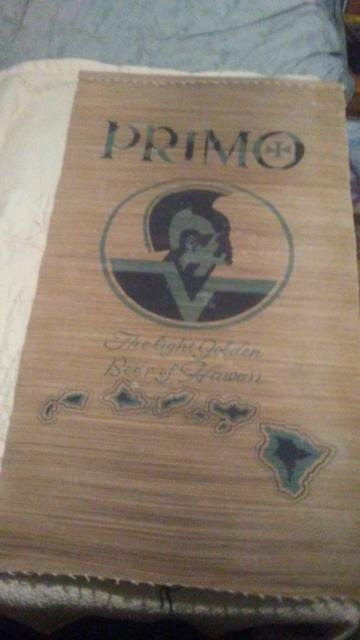 PRIMO
The light Golden
Beer of Hawaii